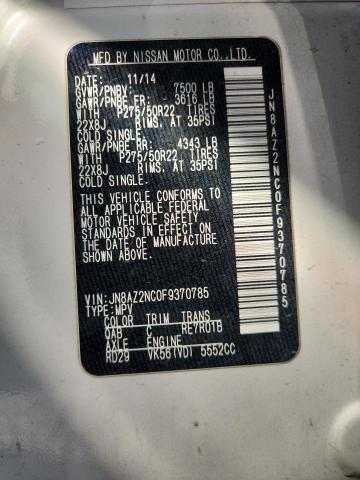 MFD BY NISSAN MOTOR CO.,LTD.
DATE: 11/14
GVWR/PNBV: 7500 LB
GAWR/PNBE FR: 3616 LB
WITH P275/50R22 TIRES
22X8J RIMS, AT 35PSI
COLD SINGLE.
GAWR/PNBE RR: 4343 LB
WITH P275/50R22 TIRES
22X8J RIMS, AT 35PSI
COLD SINGLE.
THIS VEHICLE CONFORMS TO
ALL APPLICABLE FEDERAL
MOTOR VEHICLE SAFETY
STANDARDS IN EFFECT ON
THE DATE OF MANUFACTURE
SHOWN ABOVE.
VIN:JN8AZ2NC0F9370785
TYPE:MPV
COLOR TRIM TRANS
QAB C RE7R01B
AXLE ENGINE
RD29 VK56(VD) 5552CC
JN8AZ2NC0F9370785